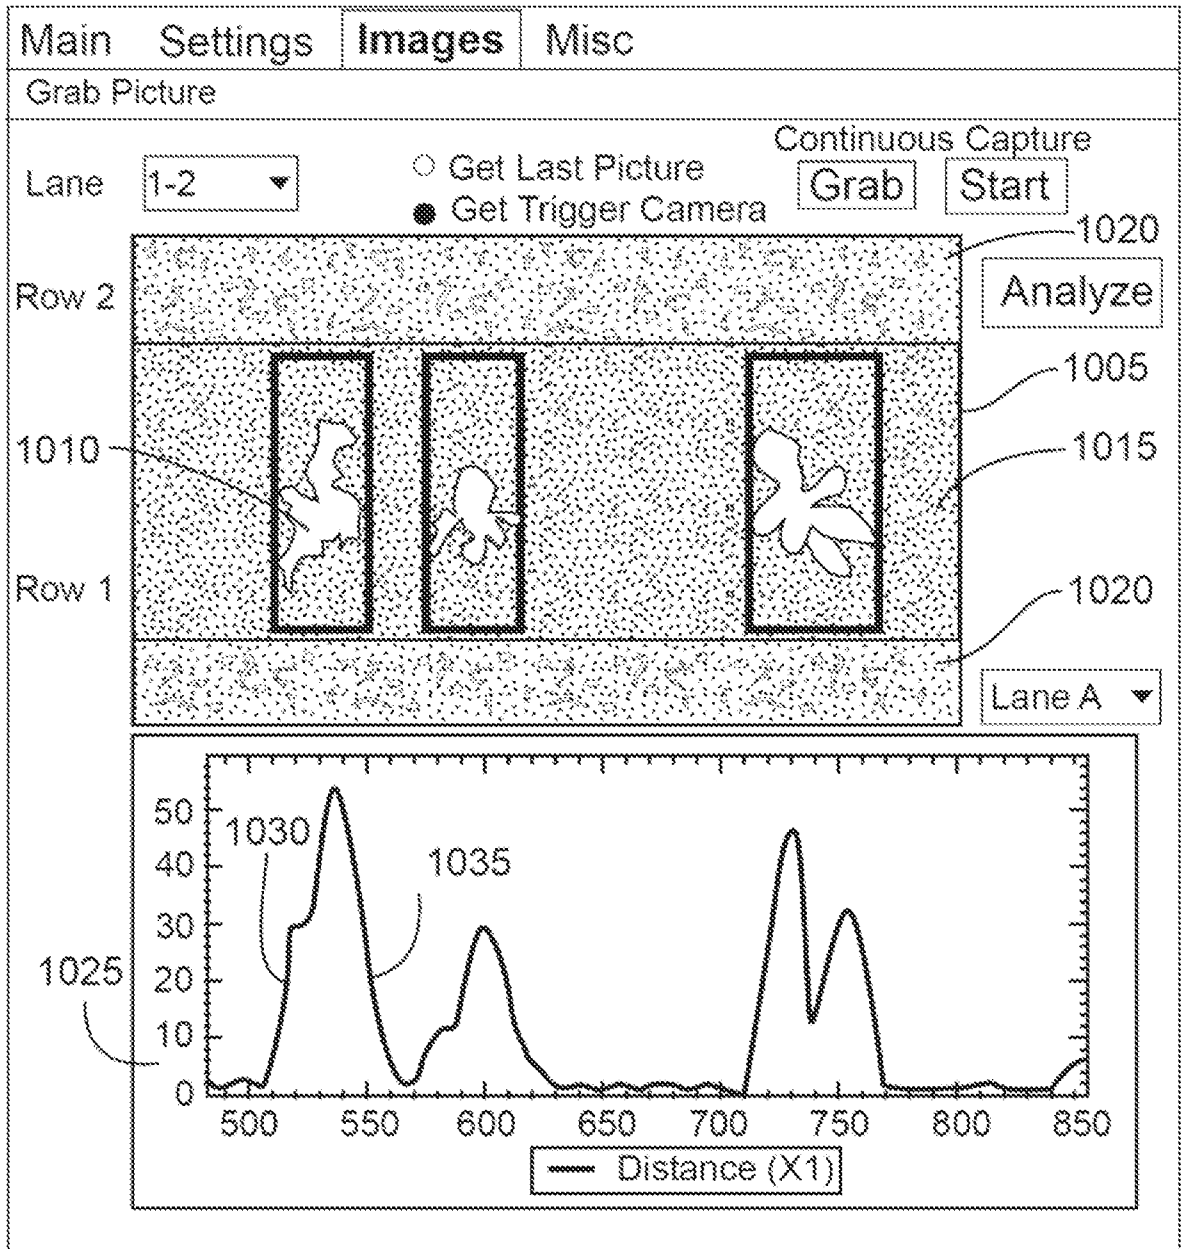 Main Settings Images Misc
Grab Picture
Continuous Capture
Lane 1-2 Get Last Picture Grab Start
Get Trigger Camera
1020
Row 2 Analyze
1005
1010 1015
Row 1 1020
Lane A
50
1030
40 1035
30
1025 20
10
0
500 550 600 650 700 750 800 850
Distance (X1)